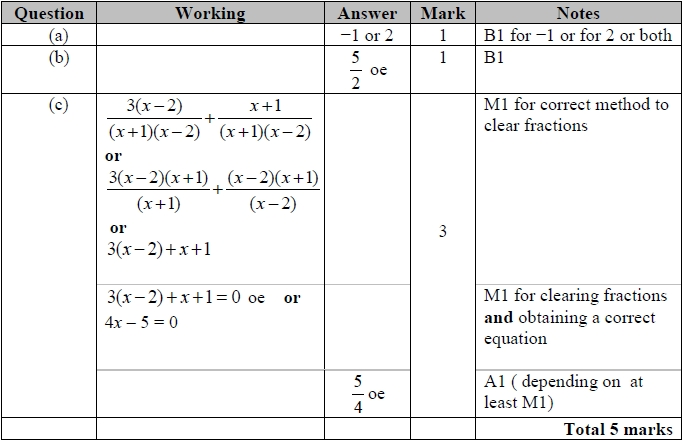 Question Working Answer Mark Notes
(a) −1 or 2 1 B1 for −1 or for 2 or both
(b) 5/2 oe 1 B1
(c) 3(x−2)/(x+1)(x−2) + x+1/(x+1)(x−2) M1 for correct method to
clear fractions
or
3(x−2)(x+1)/(x+1) + (x−2)(x+1)/(x−2)
or
3(x−2)+x+1
3
3(x−2)+x+1=0 oe or M1 for clearing fractions
4x − 5 = 0 and obtaining a correct
equation
5/4 oe A1 ( depending on at
least M1)
Total 5 marks